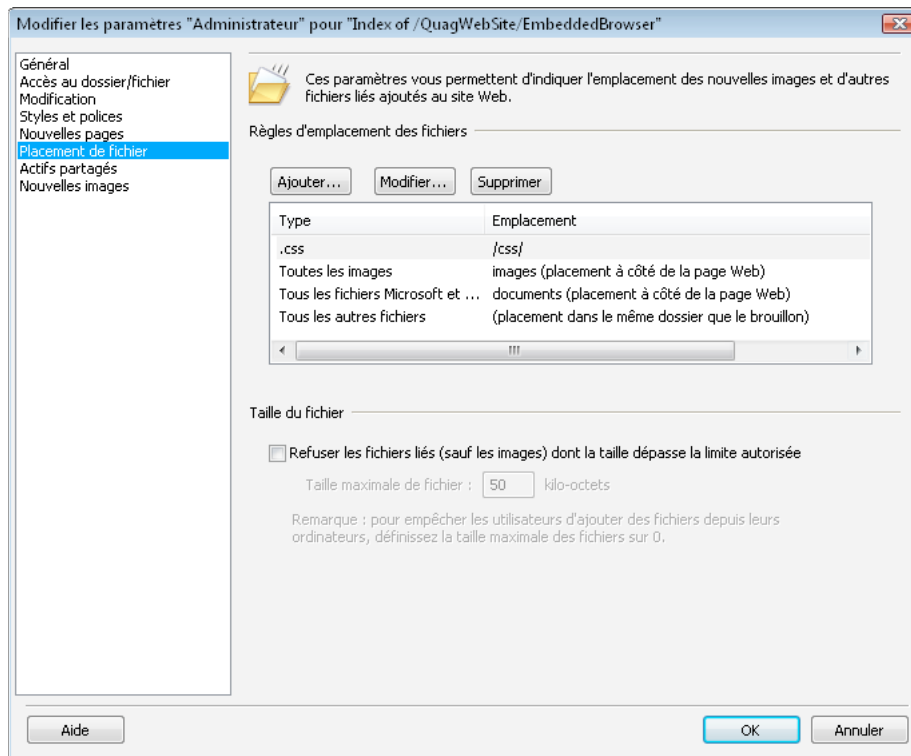 Modifier les paramètres "Administrateur" pour "Index of /QuagWebSite/EmbeddedBrowser"
Général
Accès au dossier/fichier
Modification
Styles et polices
Nouvelles pages
Placement de fichier
Actifs partagés
Nouvelles images
Ces paramètres vous permettent d'indiquer l'emplacement des nouvelles images et d'autres
fichiers liés ajoutés au site Web.
Règles d'emplacement des fichiers
Ajouter... Modifier... Supprimer
Type Emplacement
.css /css/
Toutes les images images (placement à côté de la page Web)
Tous les fichiers Microsoft et ... documents (placement à côté de la page Web)
Tous les autres fichiers (placement dans le même dossier que le brouillon)
Taille du fichier
Refuser les fichiers liés (sauf les images) dont la taille dépasse la limite autorisée
Taille maximale de fichier : 50 kilo-octets
Remarque : pour empêcher les utilisateurs d'ajouter des fichiers depuis leurs
ordinateurs, définissez la taille maximale des fichiers sur 0.
Aide OK Annuler